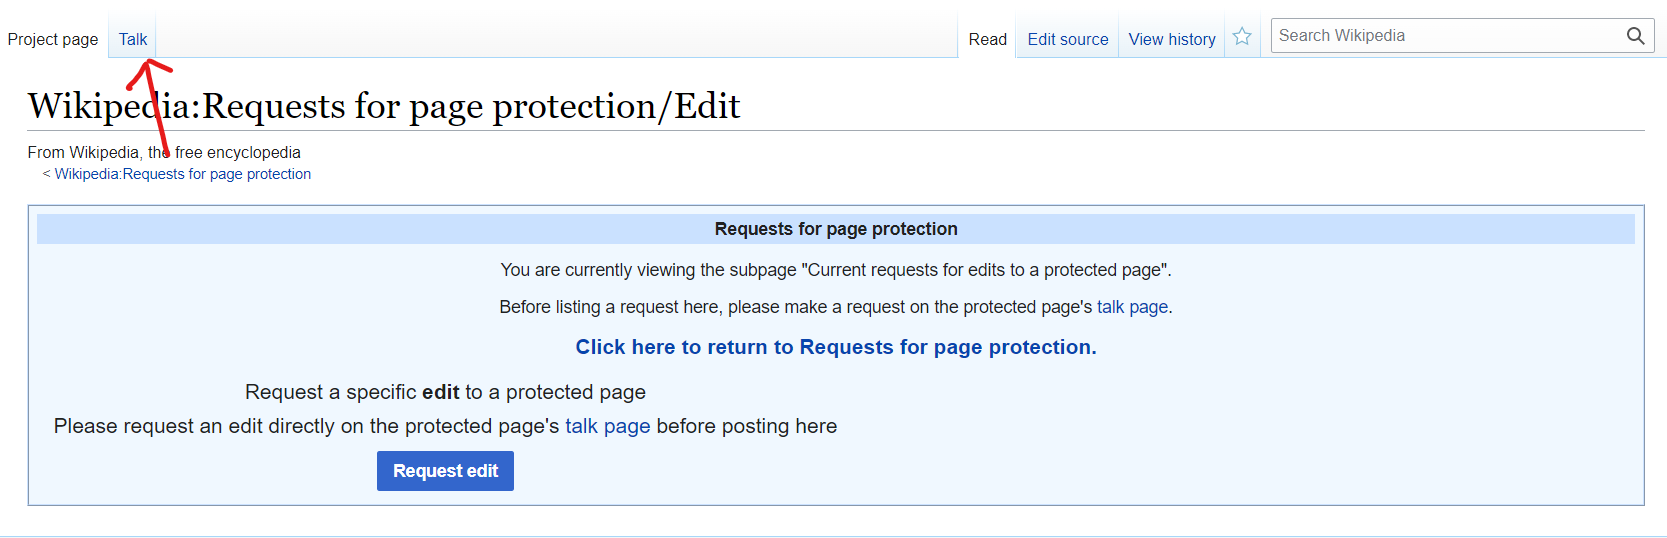 Project page Talk Read Edit source View history Search Wikipedia
Wikipedia:Requests for page protection/Edit
From Wikipedia, the free encyclopedia
< Wikipedia:Requests for page protection
Requests for page protection
You are currently viewing the subpage "Current requests for edits to a protected page".
Before listing a request here, please make a request on the protected page's talk page.
Click here to return to Requests for page protection.
Request a specific edit to a protected page
Please request an edit directly on the protected page's talk page before posting here
Request edit